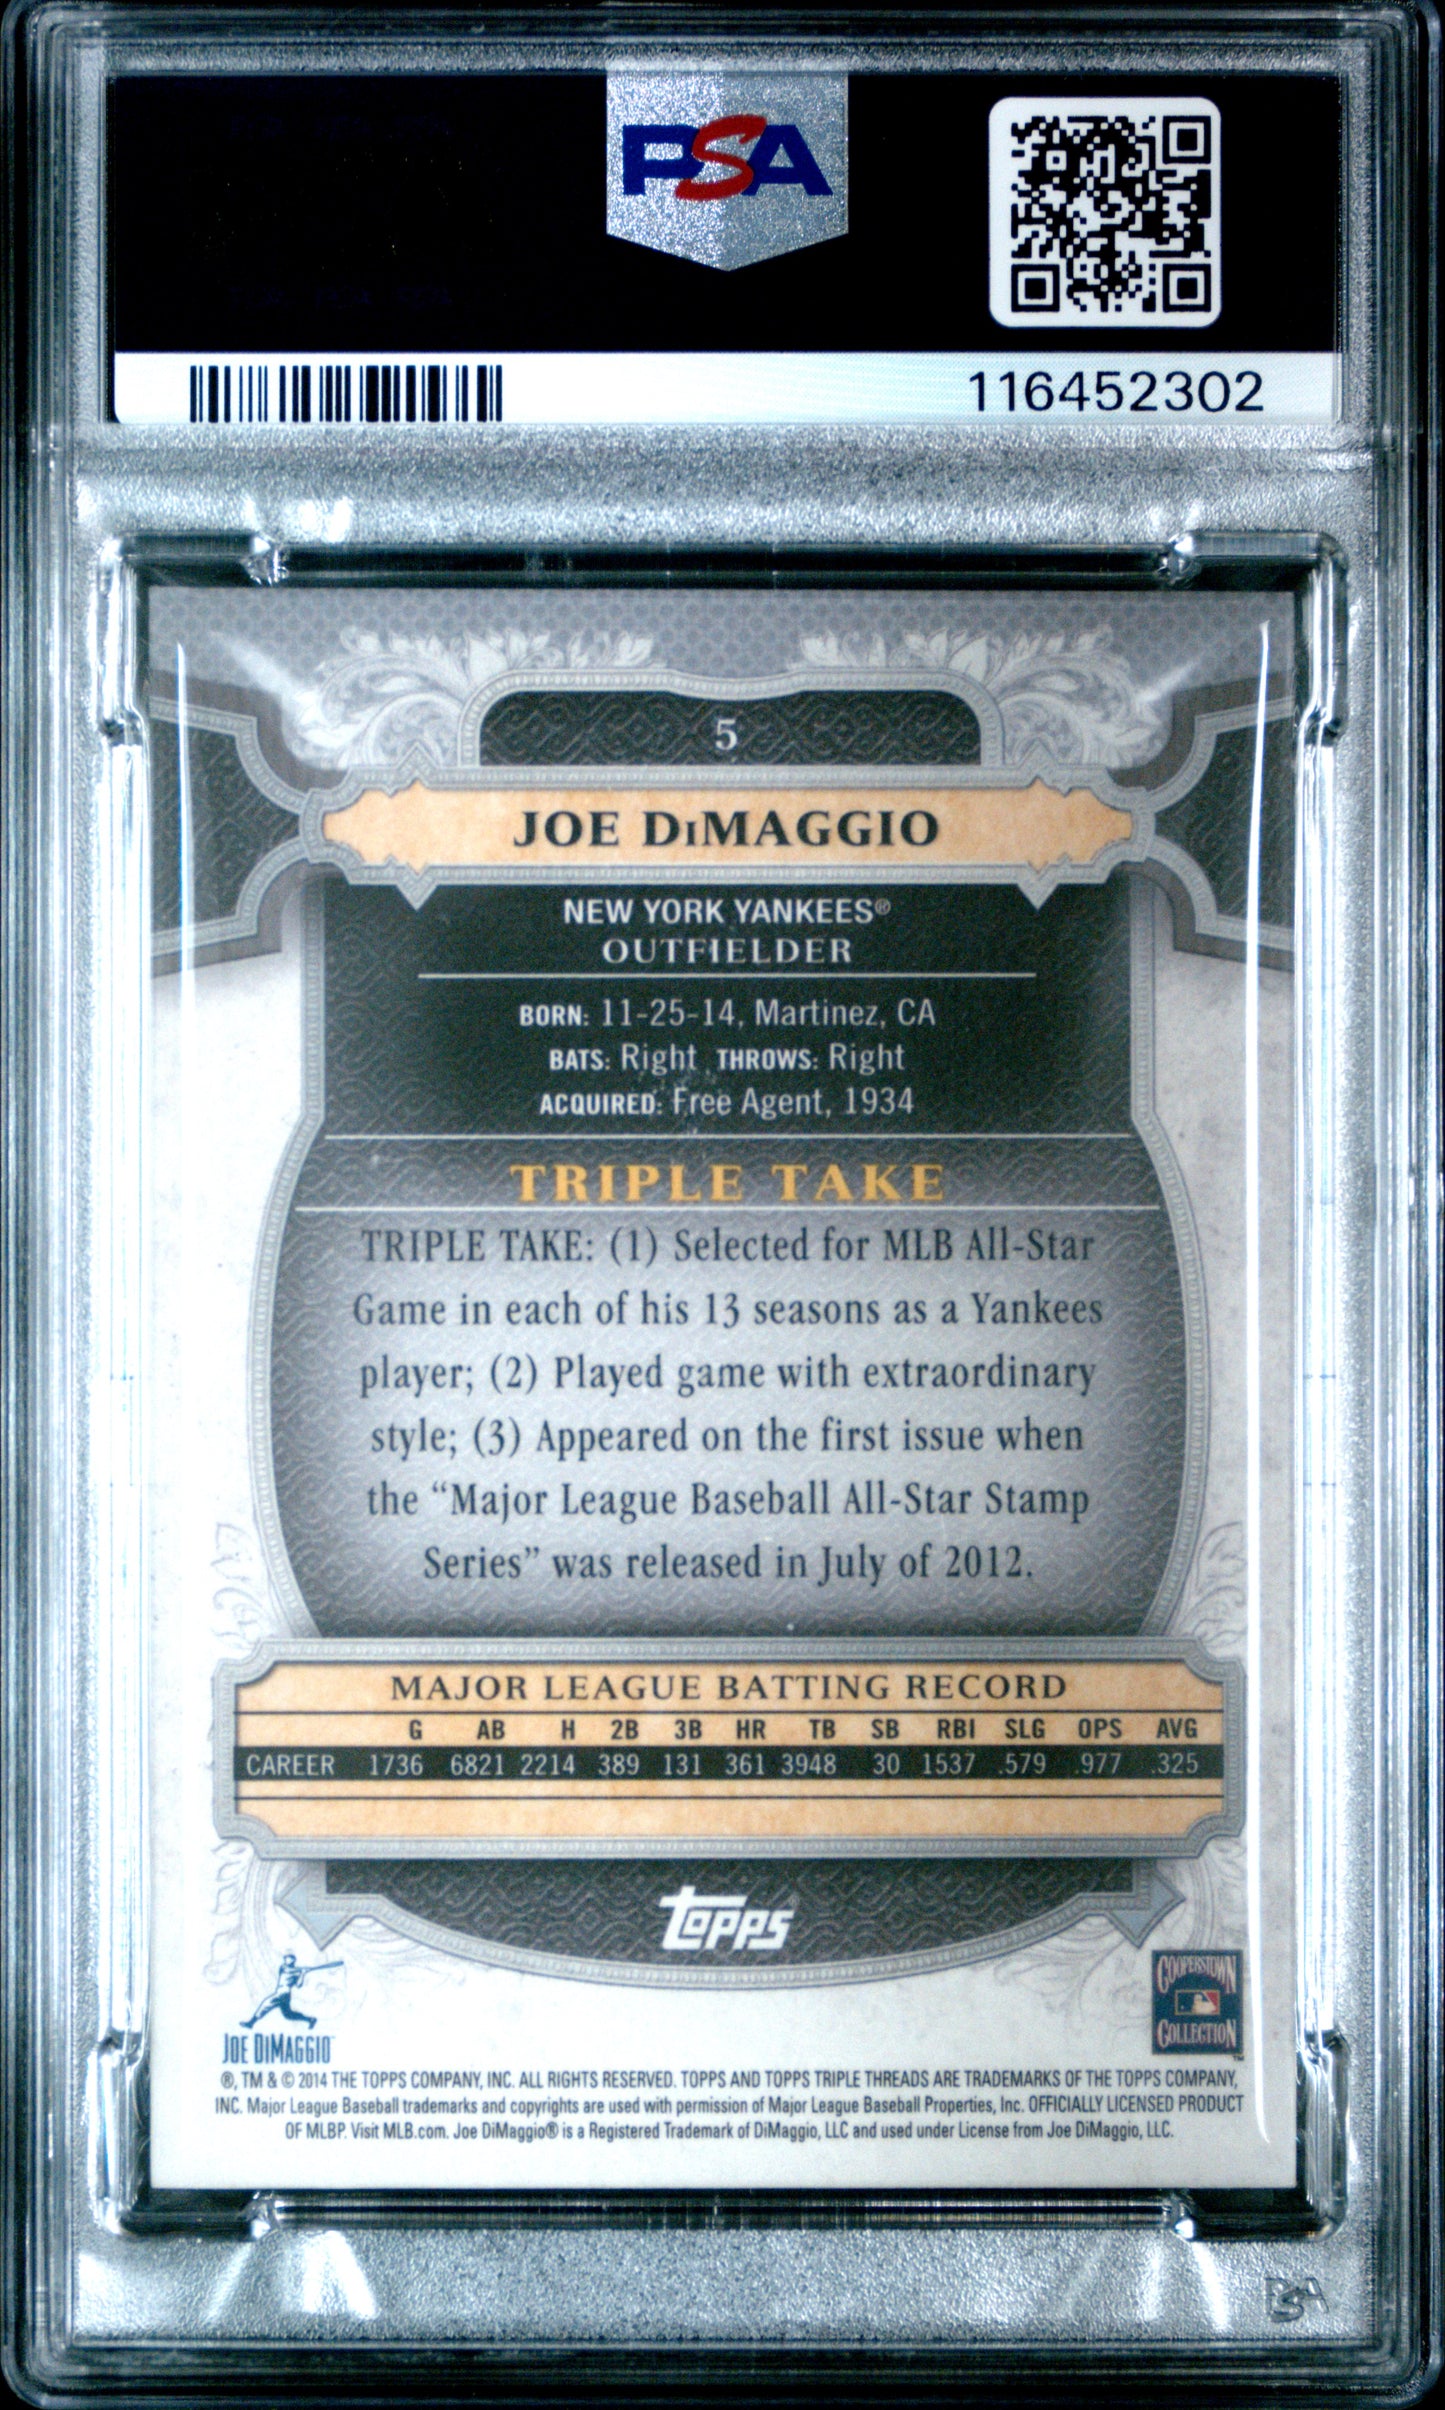 PSA
116452302
5
JOE DiMAGGIO
NEW YORK YANKEES®
OUTFIELDER
BORN: 11-25-14, Martinez, CA
BATS: Right THROWS: Right
ACQUIRED: Free Agent, 1934
TRIPLE TAKE
TRIPLE TAKE: (1) Selected for MLB All-Star
Game in each of his 13 seasons as a Yankees
player; (2) Played game with extraordinary
style; (3) Appeared on the first issue when
the “Major League Baseball All-Star Stamp
Series” was released in July of 2012.
MAJOR LEAGUE BATTING RECORD
G AB H 2B 3B HR TB SB RBI SLG OPS AVG
CAREER 1736 6821 2214 389 131 361 3948 30 1537 .579 .977 .325
topps
JOE DIMAGGIO™
COOPERSTOWN
COLLECTION™
®, TM & © 2014 THE TOPPS COMPANY, INC. ALL RIGHTS RESERVED. TOPPS AND TOPPS TRIPLE THREADS ARE TRADEMARKS OF THE TOPPS COMPANY,
INC. Major League Baseball trademarks and copyrights are used with permission of Major League Baseball Properties, Inc. OFFICIALLY LICENSED PRODUCT
OF MLBP. Visit MLB.com. Joe DiMaggio® is a Registered Trademark of DiMaggio, LLC and used under License from Joe DiMaggio, LLC.
PSA